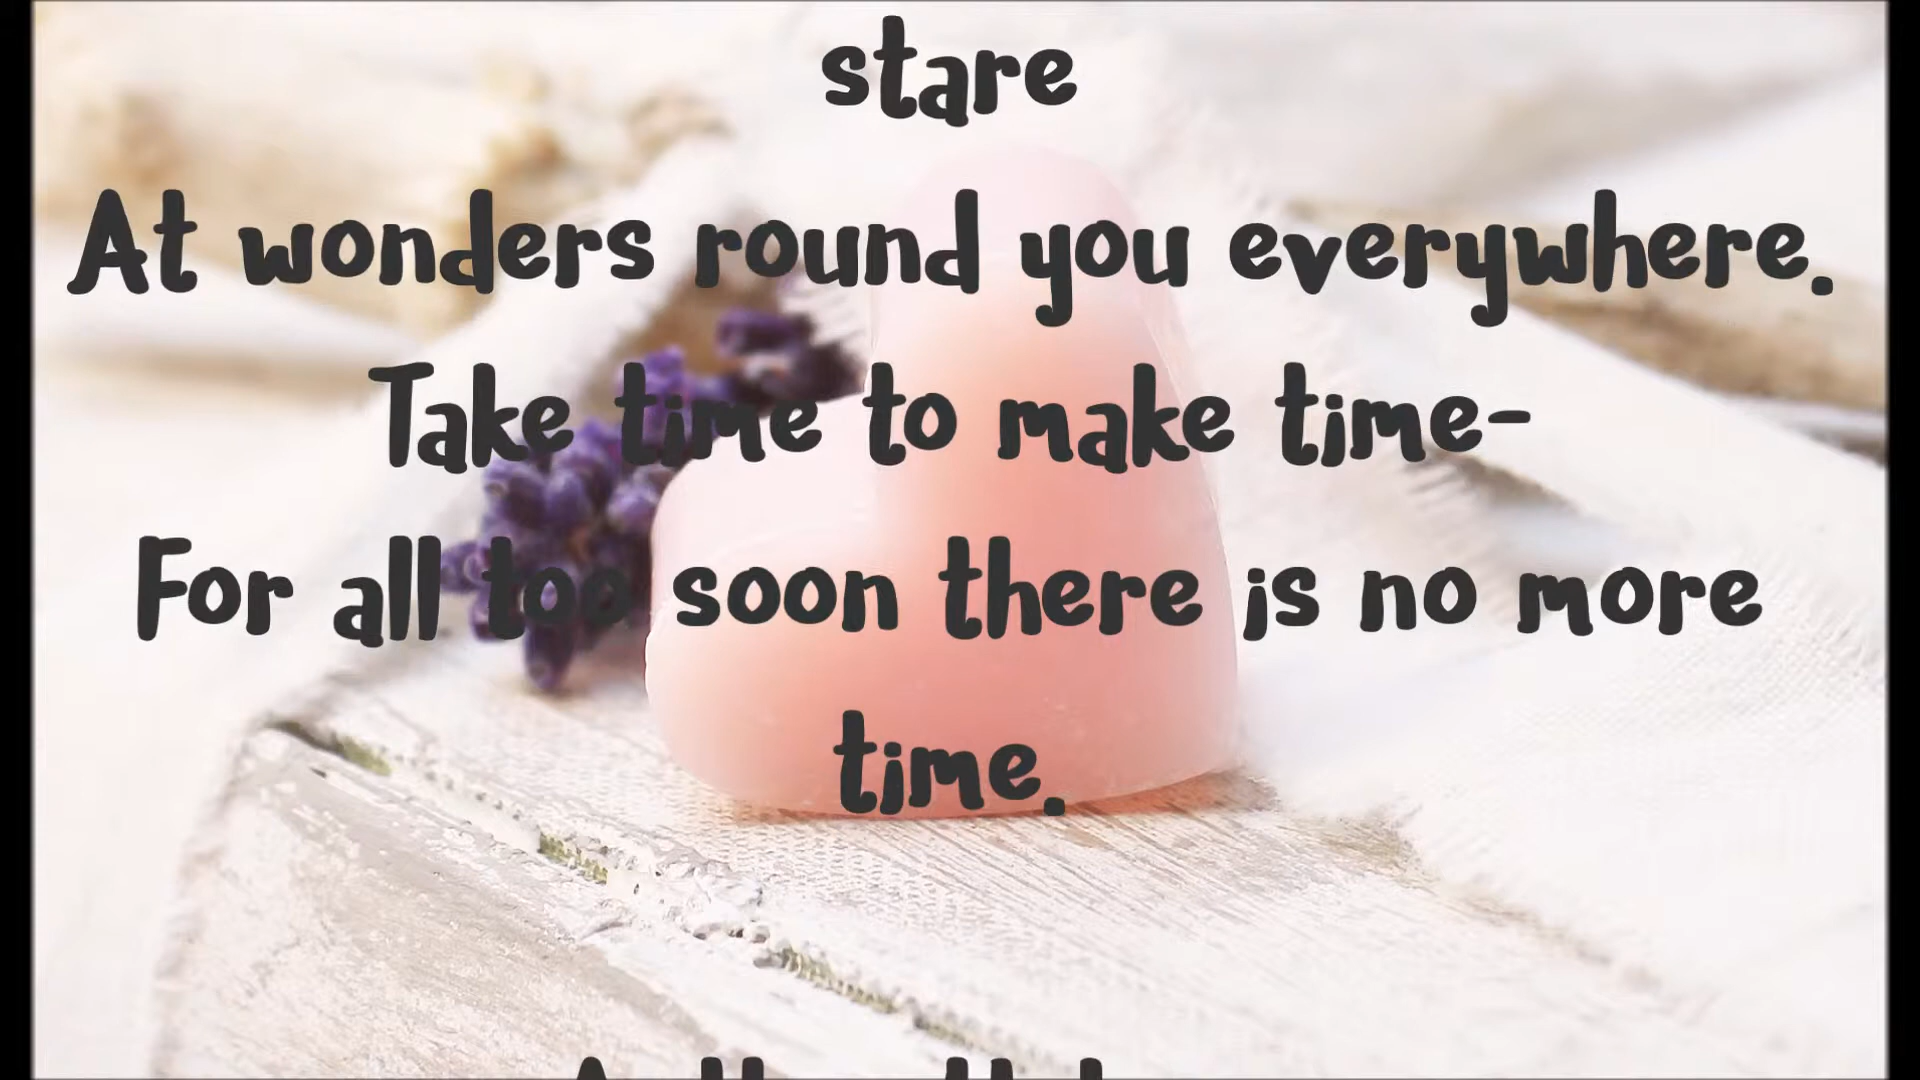 stare
At wonders round you everywhere.
Take time to make time-
For all too soon there is no more
time.